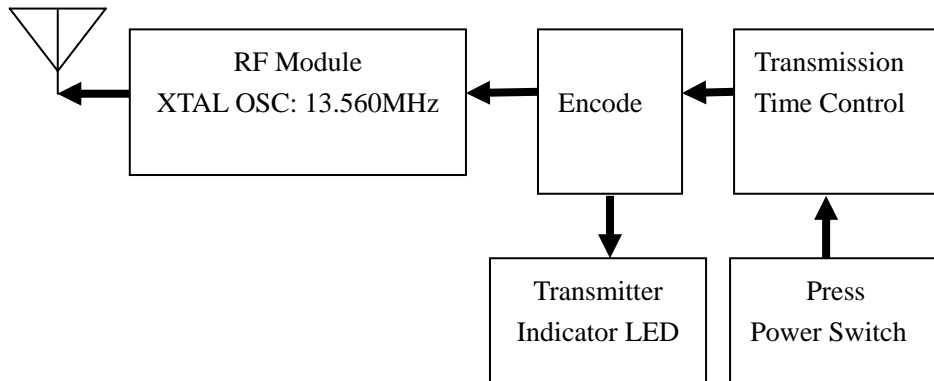 RF Module
XTAL OSC: 13.560MHz
Encode
Transmission
Time Control
Transmitter
Indicator LED
Press
Power Switch